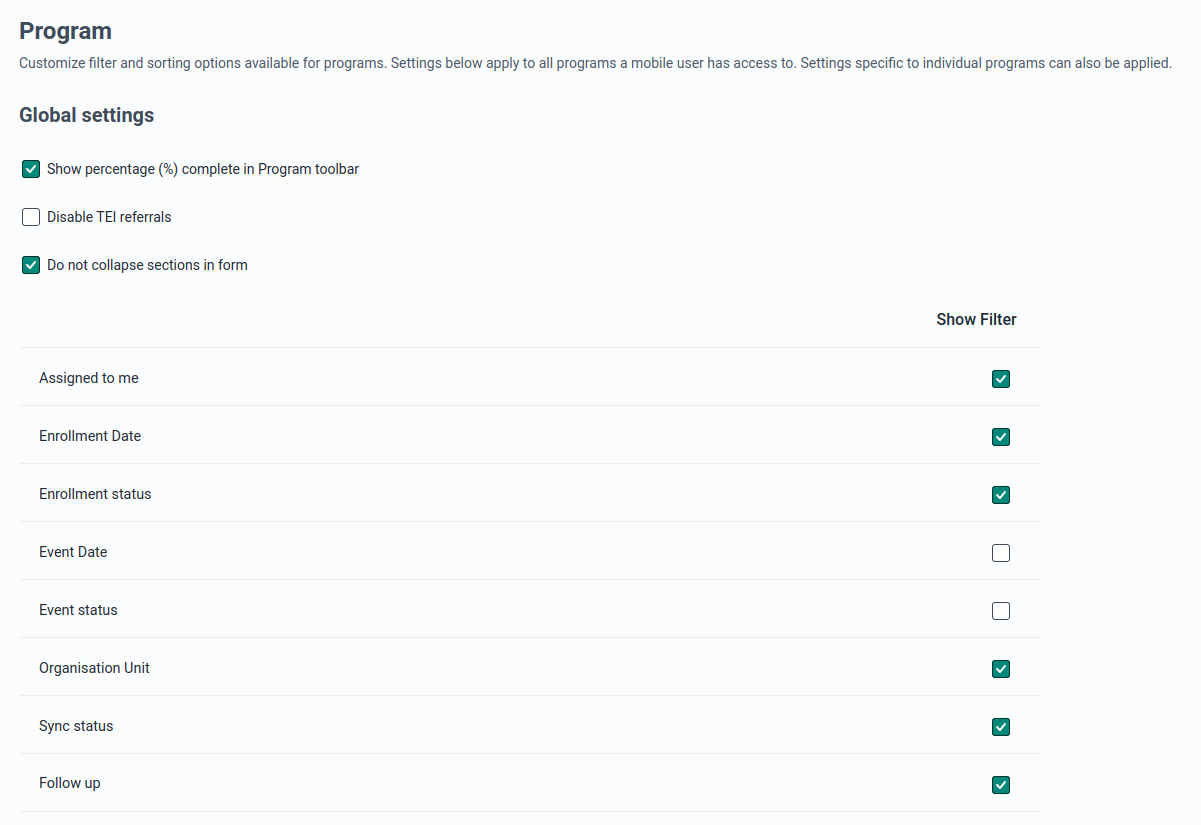 Program
Customize filter and sorting options available for programs. Settings below apply to all programs a mobile user has access to. Settings specific to individual programs can also be applied.
Global settings
Show percentage (%) complete in Program toolbar
Disable TEI referrals
Do not collapse sections in form
Show Filter
Assigned to me
Enrollment Date
Enrollment status
Event Date
Event status
Organisation Unit
Sync status
Follow up